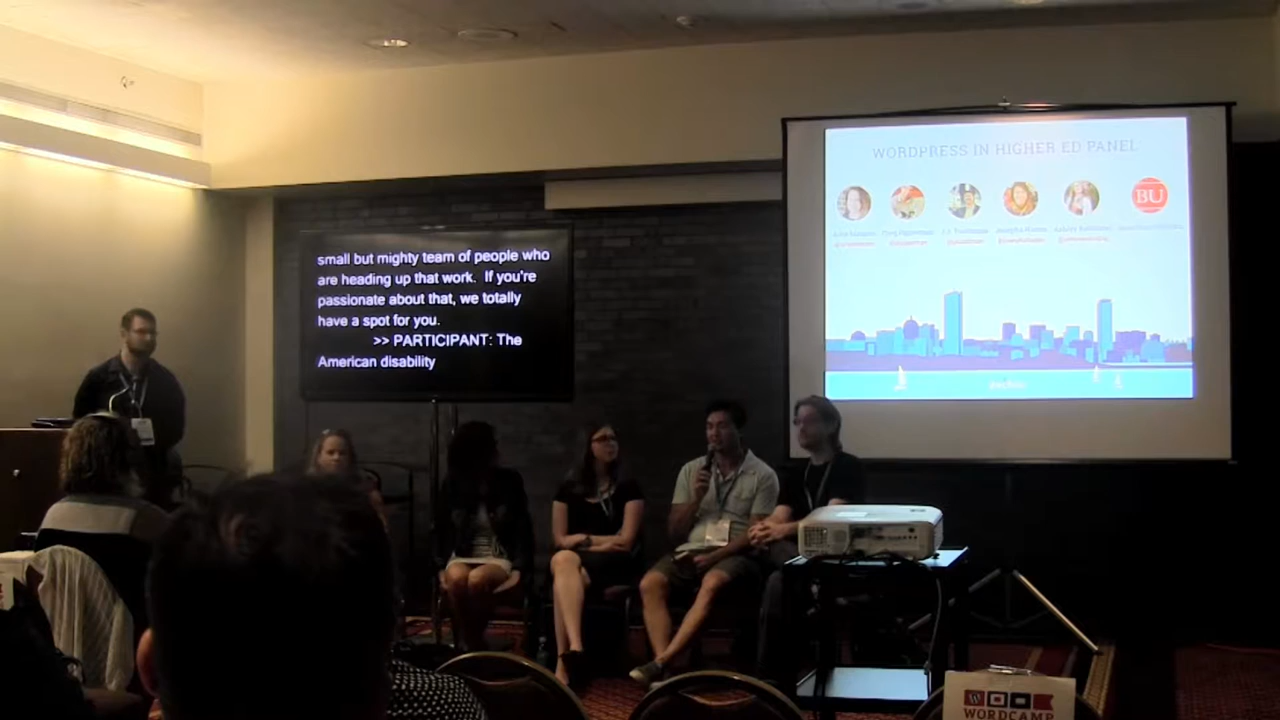 small but mighty team of people who
are heading up that work. If you're
passionate about that, we totally
have a spot for you.
>> PARTICIPANT: The
American disability
WORDPRESS IN HIGHER ED PANEL
BU
WORDCAMP